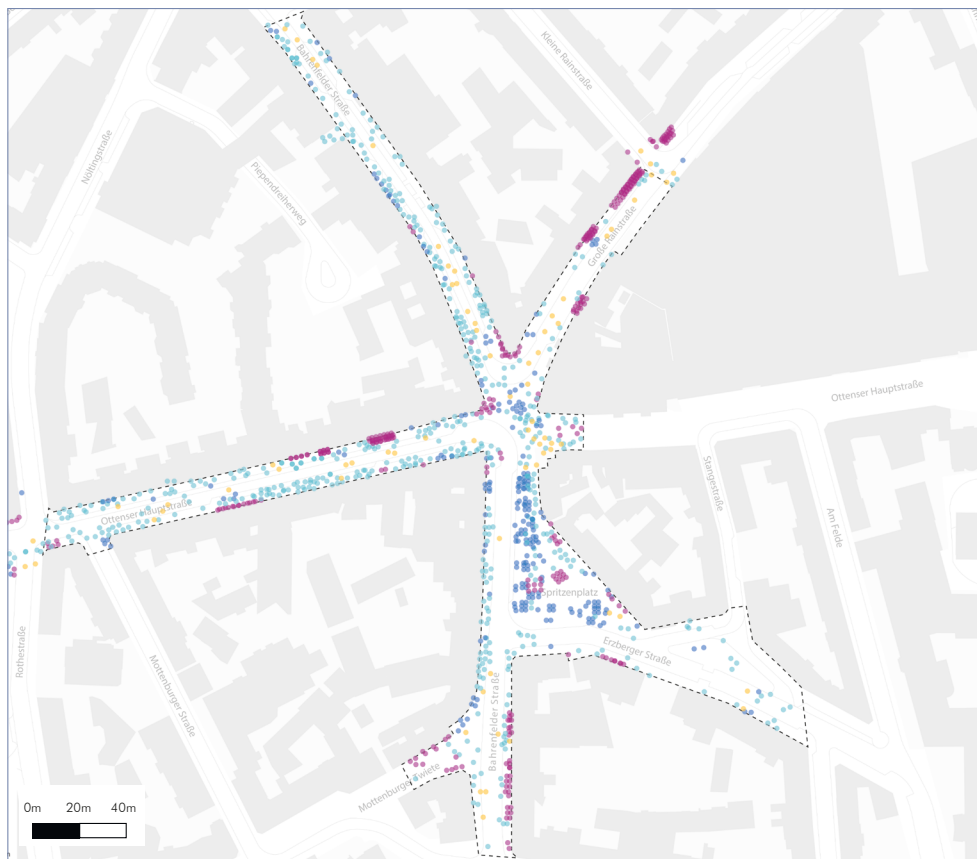 Kleine Rainstraße
Bahrenfelder Straße
Nöltingstraße
Piependreiherweg
Große Rainstraße
Ottenser Hauptstraße
Stangestraße
Am Felde
Ottenser Hauptstraße
Spritzenplatz
Erzberger Straße
Rothestraße
Mottenburger Straße
Bahrenfelder Straße
Mottenburger Twiete
0m 20m 40m